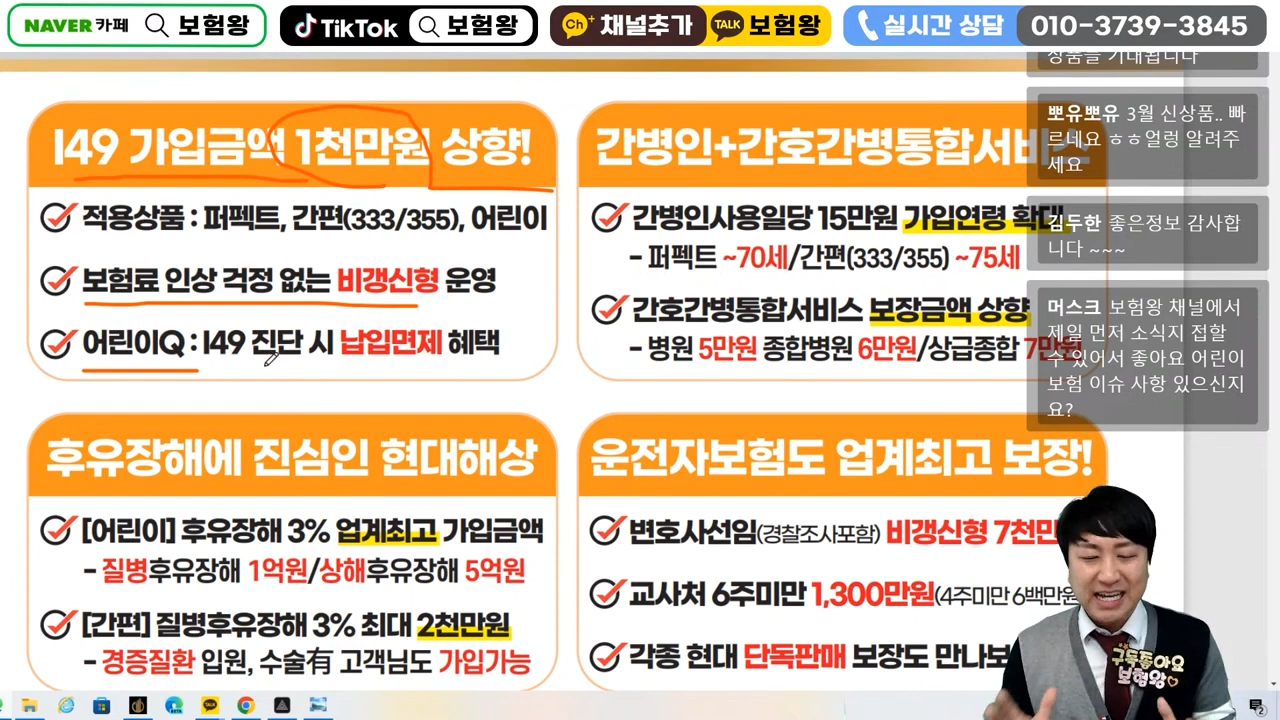 NAVER 카페 보험왕
TikTok 보험왕
Ch+ 채널추가 TALK 보험왕
실시간 상담 010-3739-3845
상품을 기대됩니다
뽀유뽀유 3월 신상품.. 빠
르네요 ㅎㅎ얼렁 알려주
세요
김두한 좋은정보 감사합
니다 ~~~
머스크 보험왕 채널에서
제일 먼저 소식지 접할
수 있어서 좋아요 어린이
보험 이슈 사항 있으신지
요?
I49 가입금액 1천만원 상향!
적용상품 : 퍼펙트, 간편(333/355), 어린이
보험료 인상 걱정 없는 비갱신형 운영
어린이Q : I49 진단 시 납입면제 혜택
간병인+간호간병통합서비스
간병인사용일당 15만원 가입연령 확대
- 퍼펙트 ~70세/간편(333/355) ~75세
간호간병통합서비스 보장금액 상향
- 병원 5만원 종합병원 6만원/상급종합 7만원
후유장해에 진심인 현대해상
[어린이] 후유장해 3% 업계최고 가입금액
- 질병후유장해 1억원/상해후유장해 5억원
[간편] 질병후유장해 3% 최대 2천만원
- 경증질환 입원, 수술有 고객님도 가입가능
운전자보험도 업계최고 보장!
변호사선임(경찰조사포함) 비갱신형 7천만
교사처 6주미만 1,300만원(4주미만 6백만원
각종 현대 단독판매 보장도 만나보
구독좋아요
보험왕♡
TALK
2